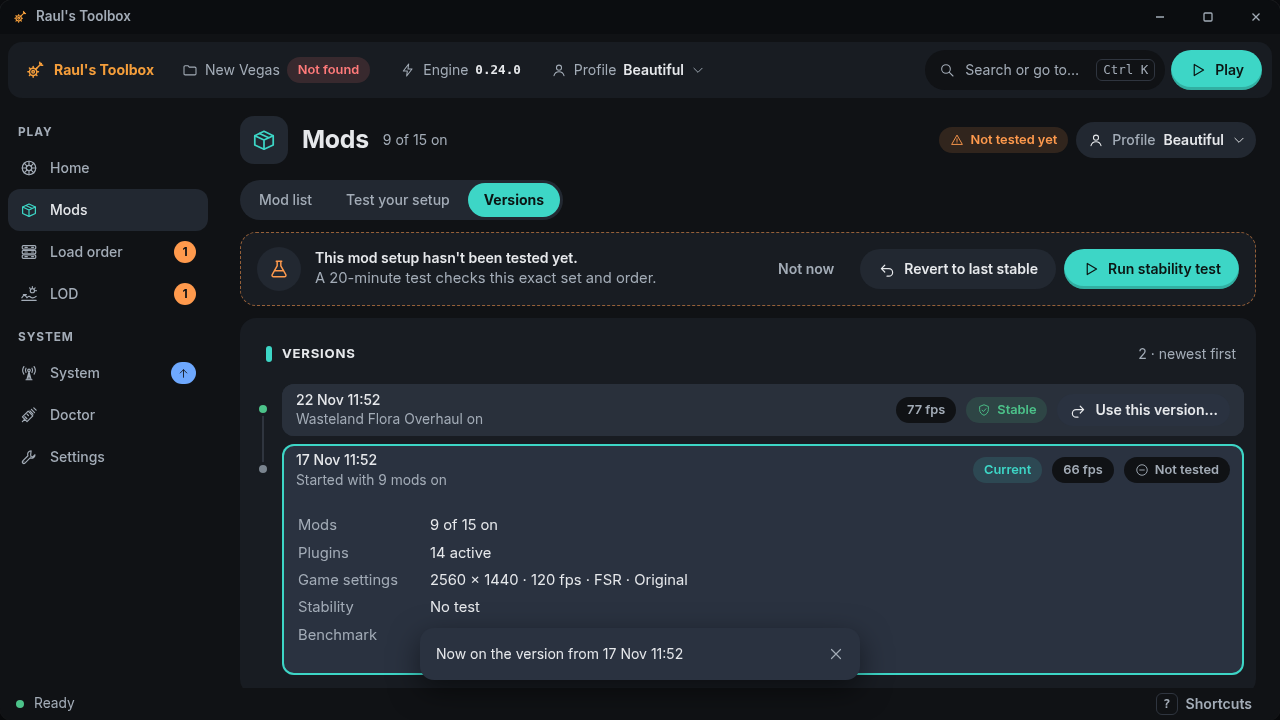 Raul's Toolbox
Raul's Toolbox
New Vegas Not found
Engine 0.24.0
Profile Beautiful
Search or go to... Ctrl K
Play
PLAY
Home
Mods
Load order 1
LOD 1
SYSTEM
System
Doctor
Settings
Mods 9 of 15 on
Not tested yet
Profile Beautiful
Mod list
Test your setup
Versions
This mod setup hasn't been tested yet.
A 20-minute test checks this exact set and order.
Not now
Revert to last stable
Run stability test
VERSIONS
2 · newest first
22 Nov 11:52
Wasteland Flora Overhaul on
77 fps
Stable
Use this version...
17 Nov 11:52
Started with 9 mods on
Current
66 fps
Not tested
Mods 9 of 15 on
Plugins 14 active
Game settings 2560 × 1440 · 120 fps · FSR · Original
Stability No test
Benchmark
Now on the version from 17 Nov 11:52
Ready
? Shortcuts